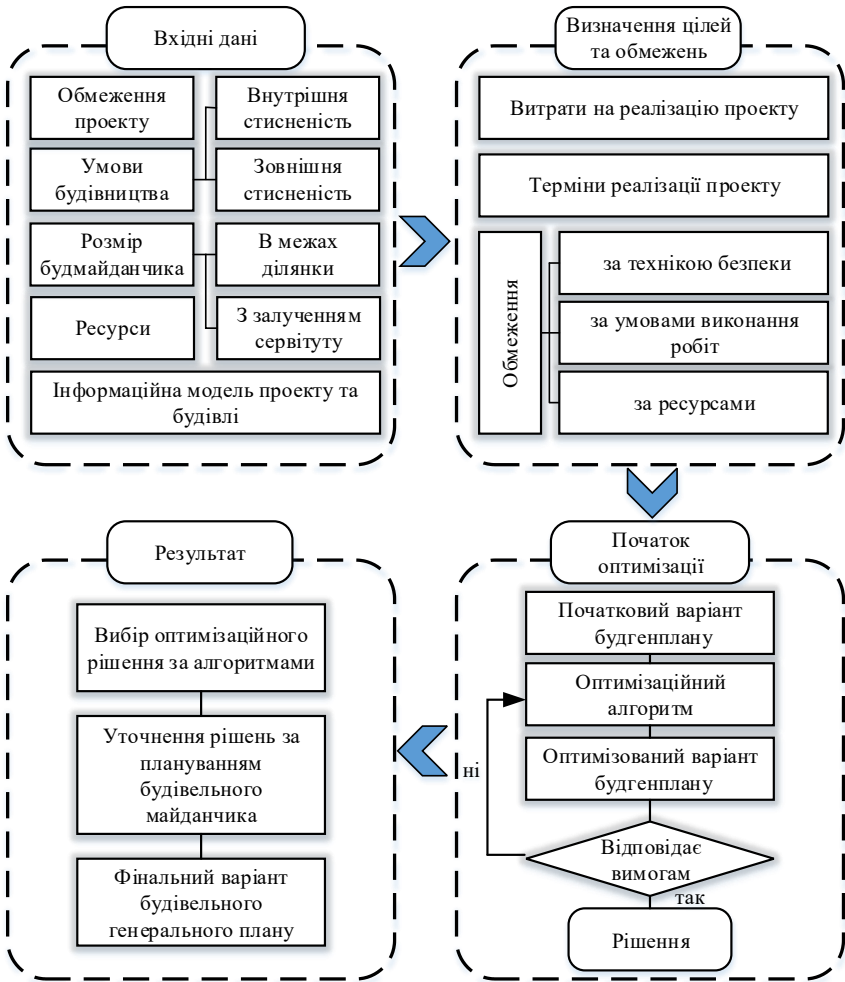 Вхідні дані
Обмеження
проекту
Внутрішня
стисненість
Умови
будівництва
Зовнішня
стисненість
Розмір
будмайданчика
В межах
ділянки
Ресурси
З залученням
сервітуту
Інформаційна модель проекту та
будівлі
Визначення цілей
та обмежень
Витрати на реалізацію проекту
Терміни реалізації проекту
Обмеження
за технікою безпеки
за умовами виконання
робіт
за ресурсами
Початок
оптимізації
Початковий варіант
будгенплану
Оптимізаційний
алгоритм
Оптимізований варіант
будгенплану
ні
Відповідає
вимогам
так
Рішення
Результат
Вибір оптимізаційного
рішення за алгоритмами
Уточнення рішень за
плануванням
будівельного
майданчика
Фінальний варіант
будівельного
генерального плану